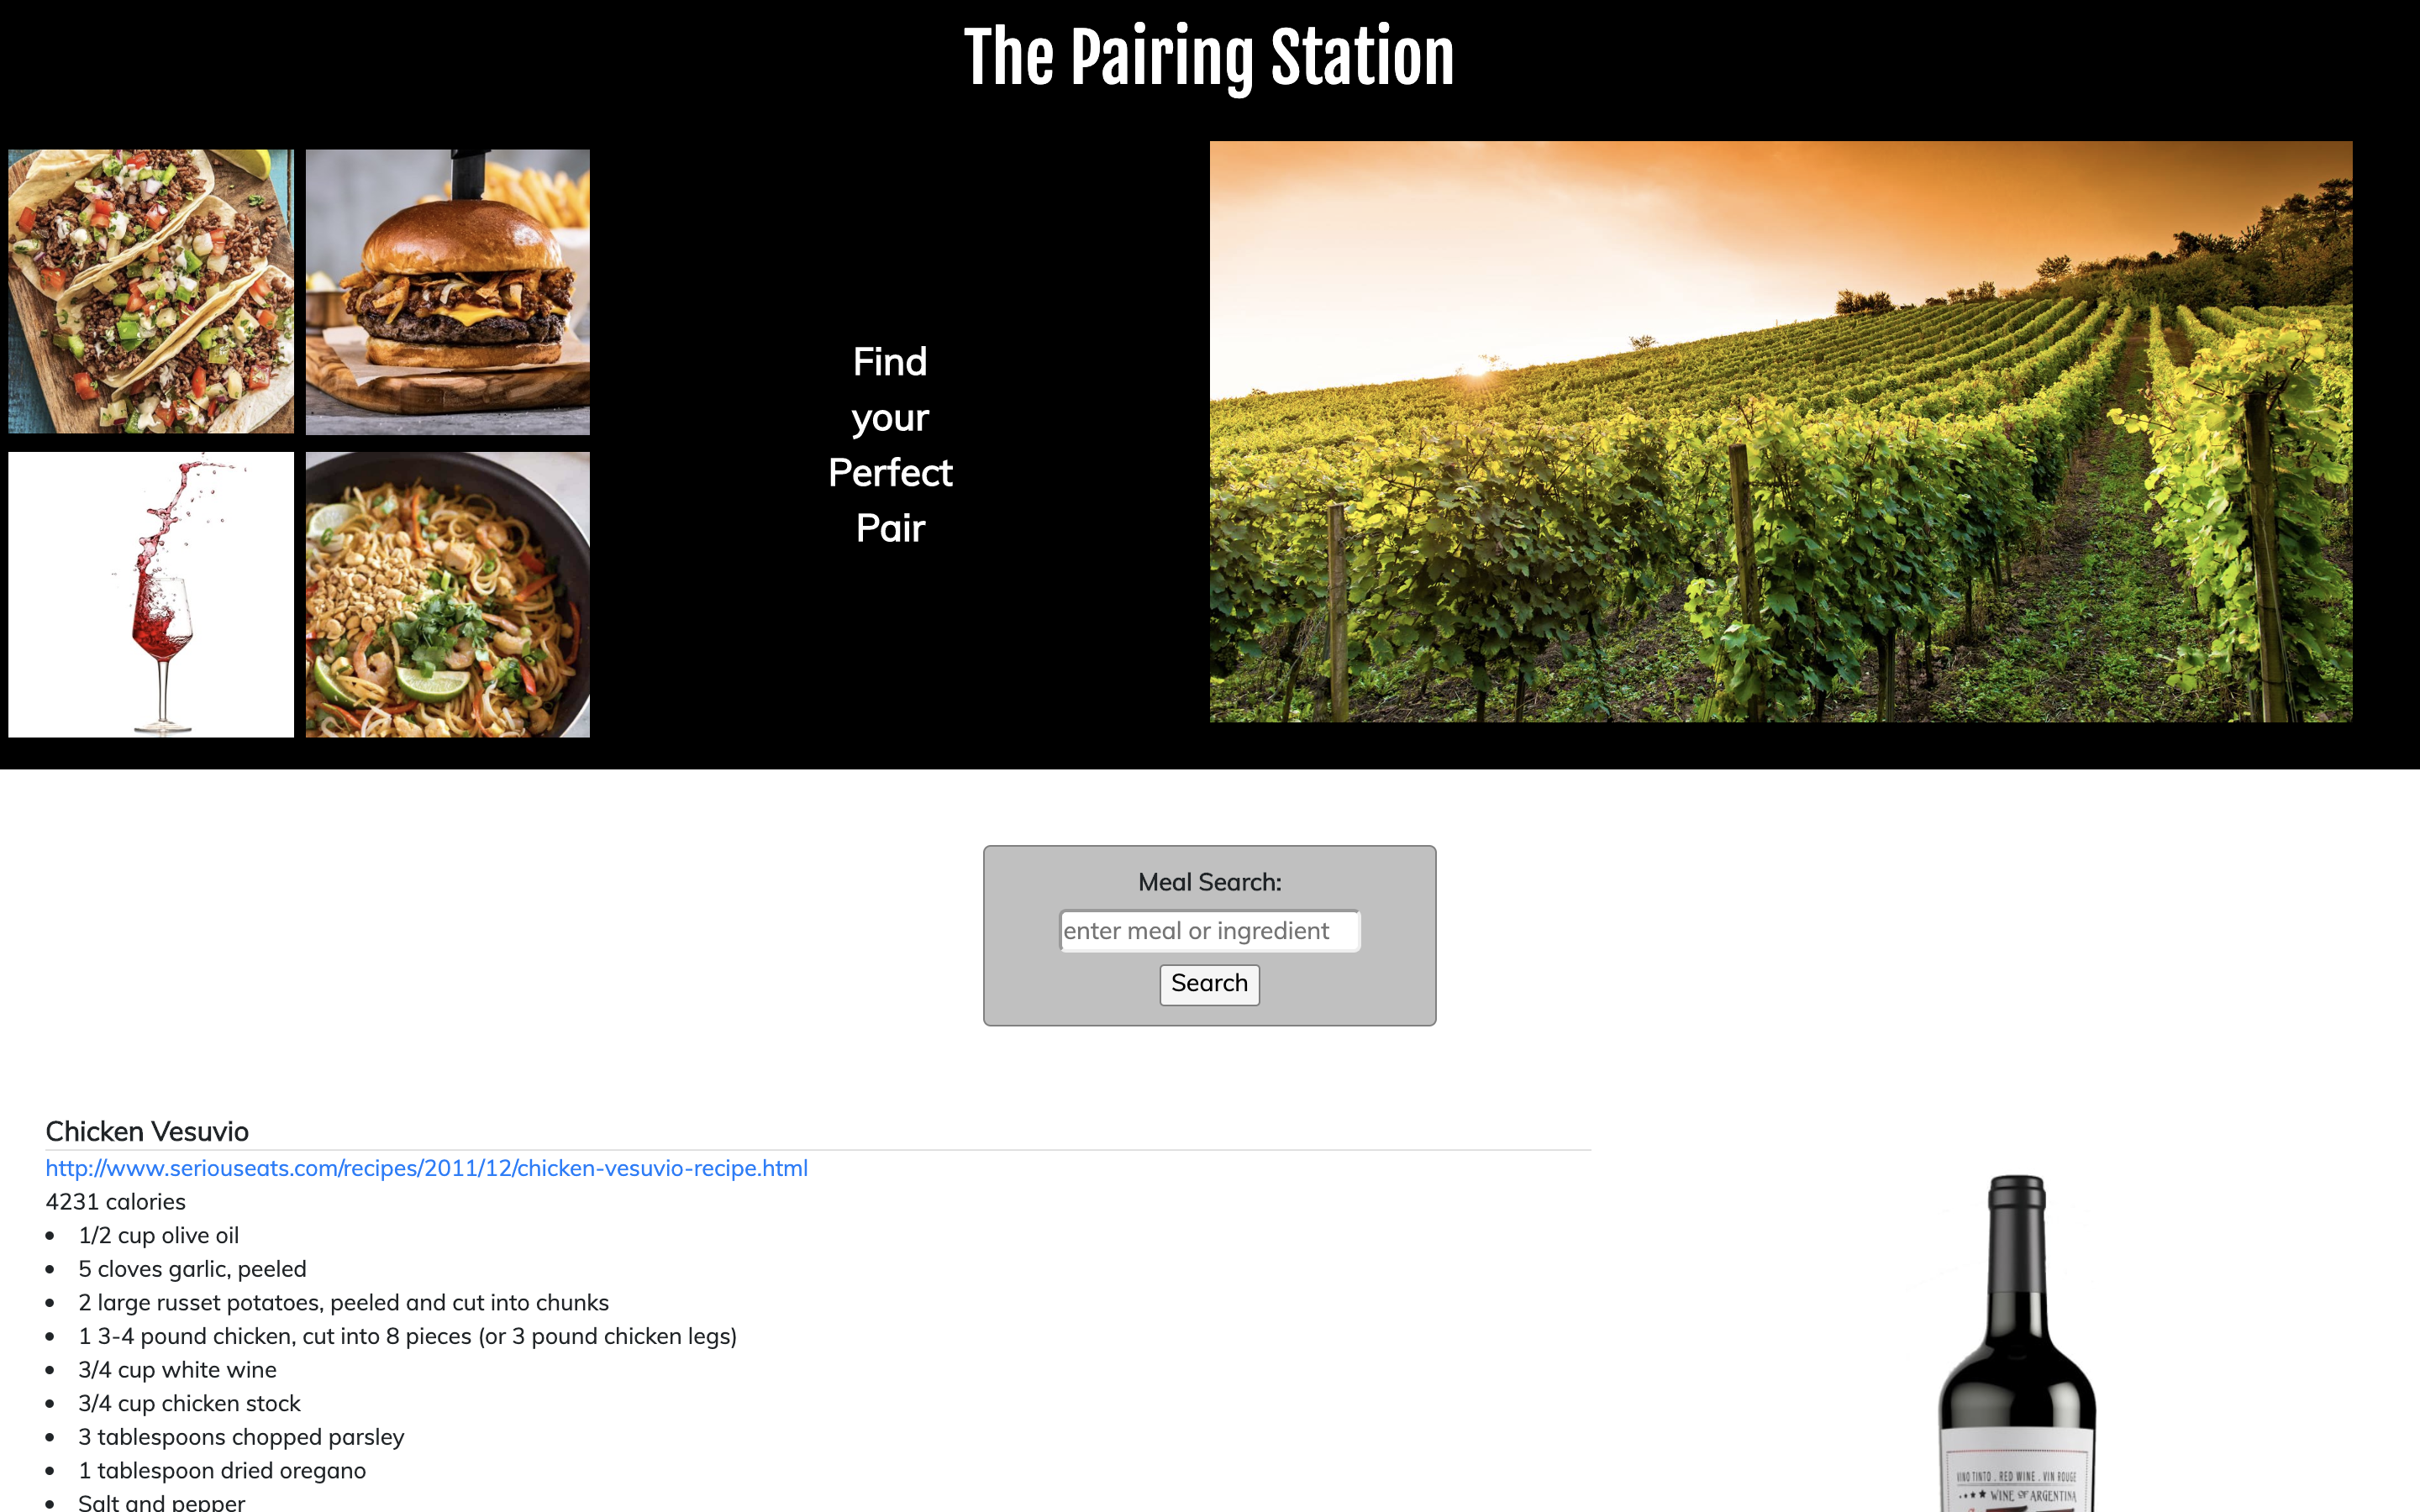 The Pairing Station
Find
your
Perfect
Pair
Meal Search:
enter meal or ingredient
Search
Chicken Vesuvio
http://www.seriouseats.com/recipes/2011/12/chicken-vesuvio-recipe.html
4231 calories
1/2 cup olive oil
5 cloves garlic, peeled
2 large russet potatoes, peeled and cut into chunks
1 3-4 pound chicken, cut into 8 pieces (or 3 pound chicken legs)
3/4 cup white wine
3/4 cup chicken stock
3 tablespoons chopped parsley
1 tablespoon dried oregano
Salt and pepper
VINO TINTO . RED WINE . VIN ROUGE
WINE OF ARGENTINA